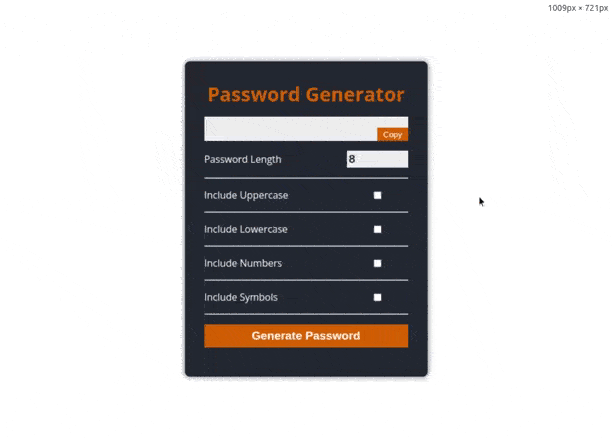 1009px × 721px
Password Generator
Copy
Password Length 8
Include Uppercase
Include Lowercase
Include Numbers
Include Symbols
Generate Password